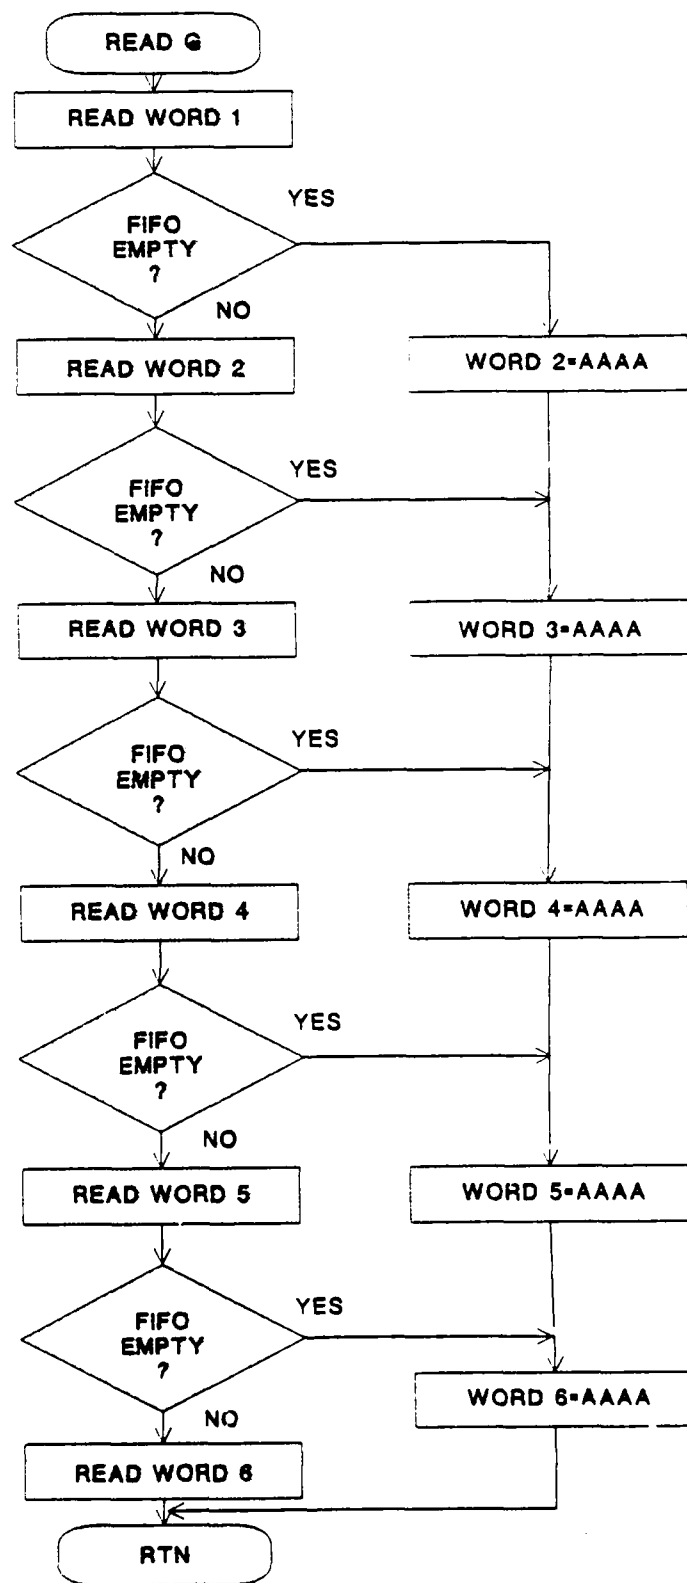 READ G
READ WORD 1
YES
FIFO
EMPTY
?
NO
READ WORD 2
WORD 2=AAAA
YES
FIFO
EMPTY
?
NO
READ WORD 3
WORD 3=AAAA
YES
FIFO
EMPTY
?
NO
READ WORD 4
WORD 4=AAAA
YES
FIFO
EMPTY
?
NO
READ WORD 5
WORD 5=AAAA
YES
FIFO
EMPTY
?
NO
WORD 6=AAAA
READ WORD 6
RTN